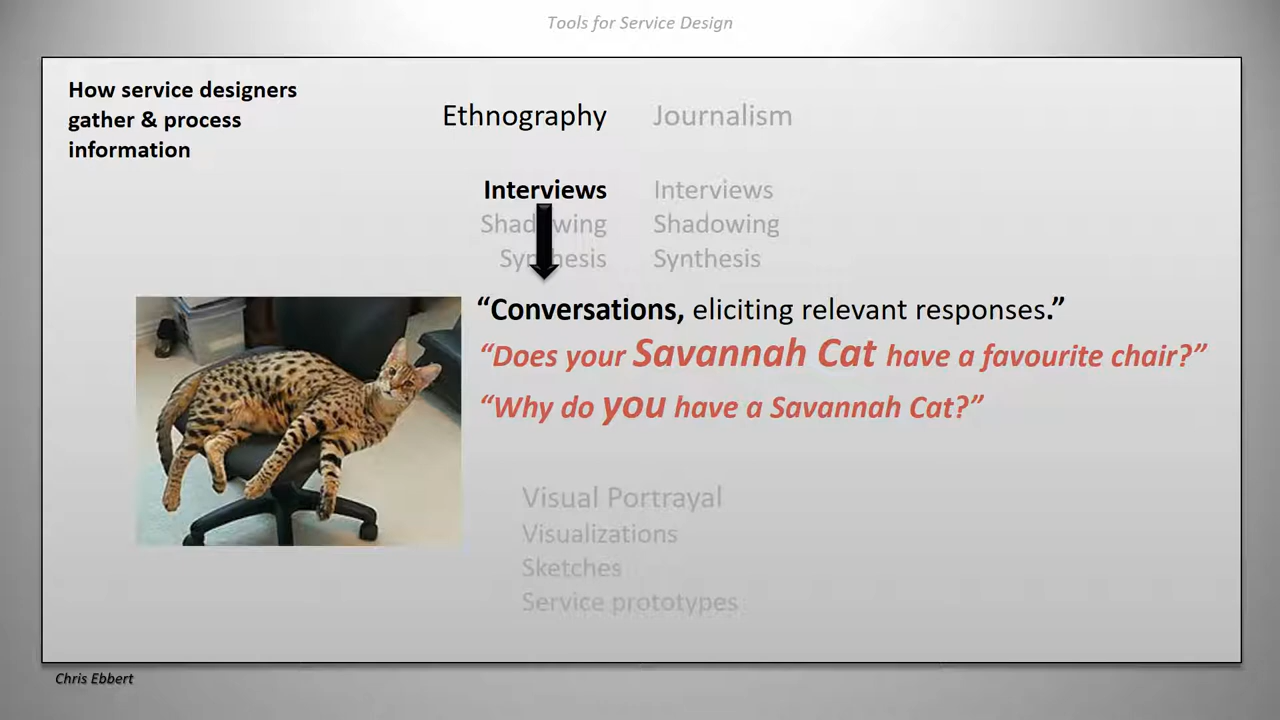 Tools for Service Design
How service designers
gather & process
information
Ethnography
Journalism
Interviews
Shadowing
Synthesis
Interviews
Shadowing
Synthesis
“Conversations, eliciting relevant responses.”
“Does your Savannah Cat have a favourite chair?”
“Why do you have a Savannah Cat?”
Visual Portrayal
Visualizations
Sketches
Service prototypes
Chris Ebbert